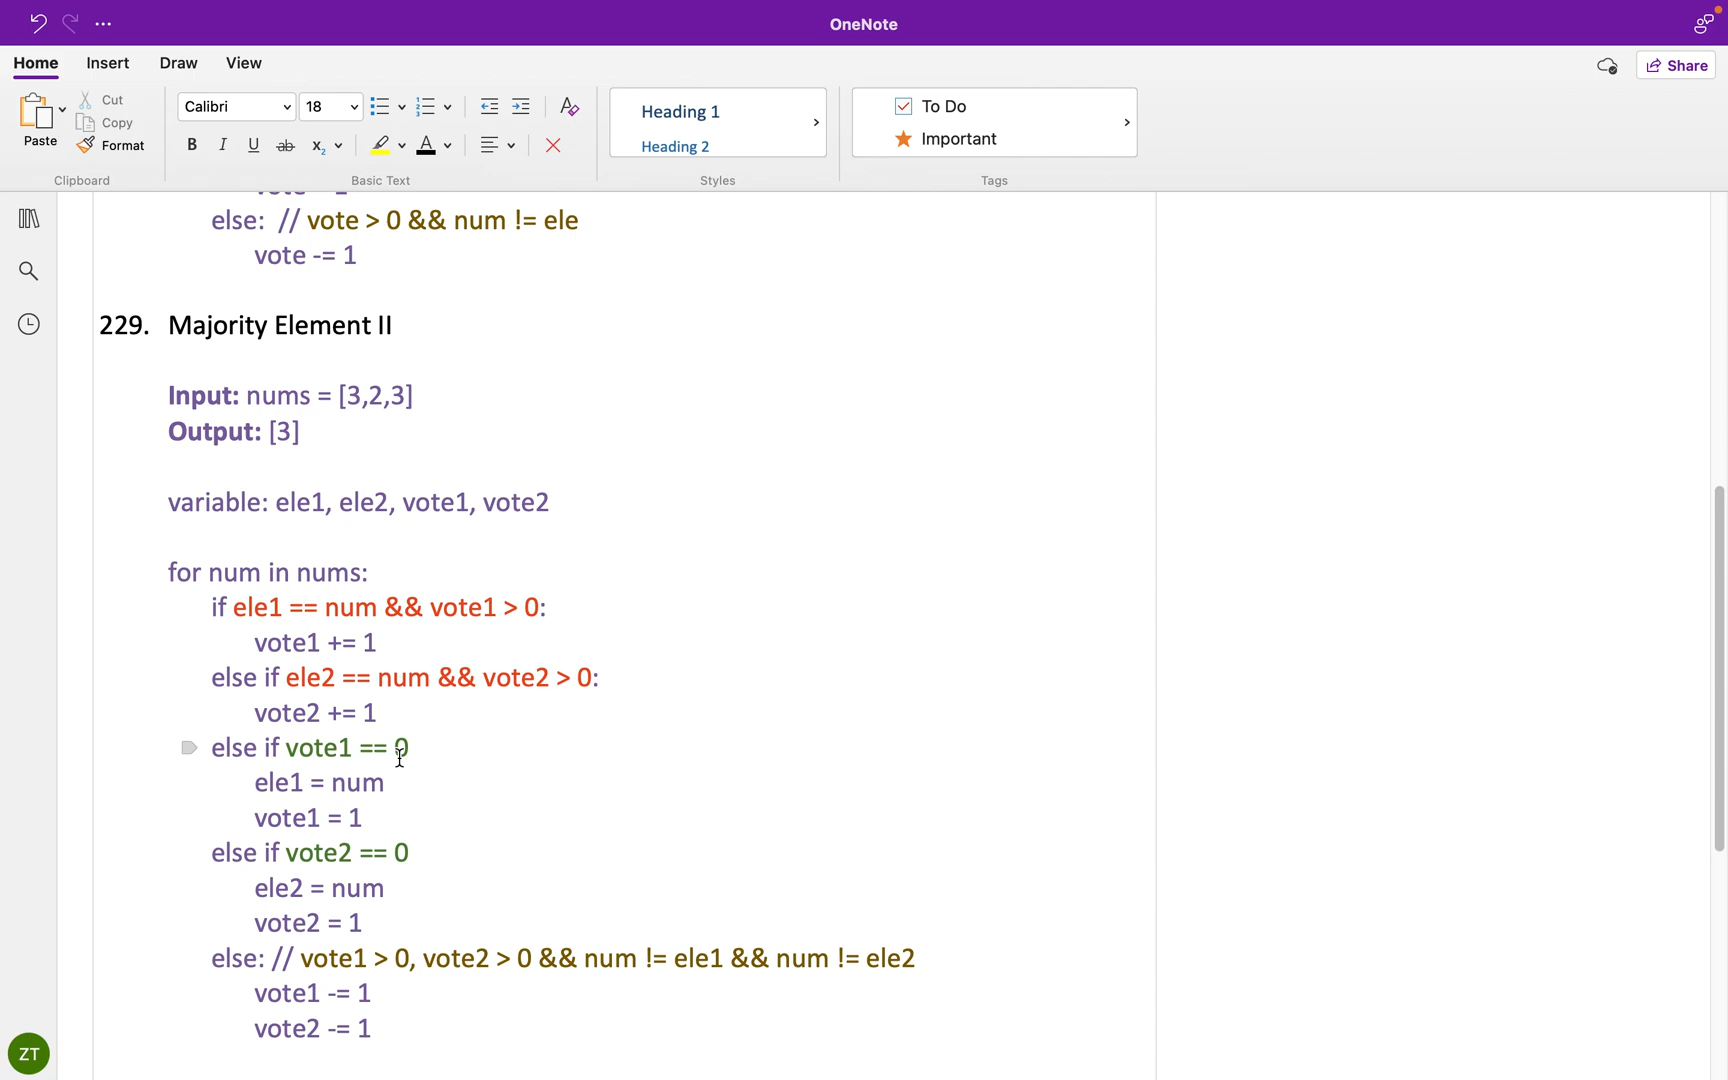 OneNote
Home Insert Draw View
Share
Paste
Cut
Copy
Format
Clipboard
Calibri 18
B I U ab x2 A
Basic Text
Heading 1
Heading 2
Styles
To Do
Important
Tags
else: // vote > 0 && num != ele
vote -= 1
229. Majority Element II
Input: nums = [3,2,3]
Output: [3]
variable: ele1, ele2, vote1, vote2
for num in nums:
if ele1 == num && vote1 > 0:
vote1 += 1
else if ele2 == num && vote2 > 0:
vote2 += 1
else if vote1 == 0
ele1 = num
vote1 = 1
else if vote2 == 0
ele2 = num
vote2 = 1
else: // vote1 > 0, vote2 > 0 && num != ele1 && num != ele2
vote1 -= 1
vote2 -= 1
ZT